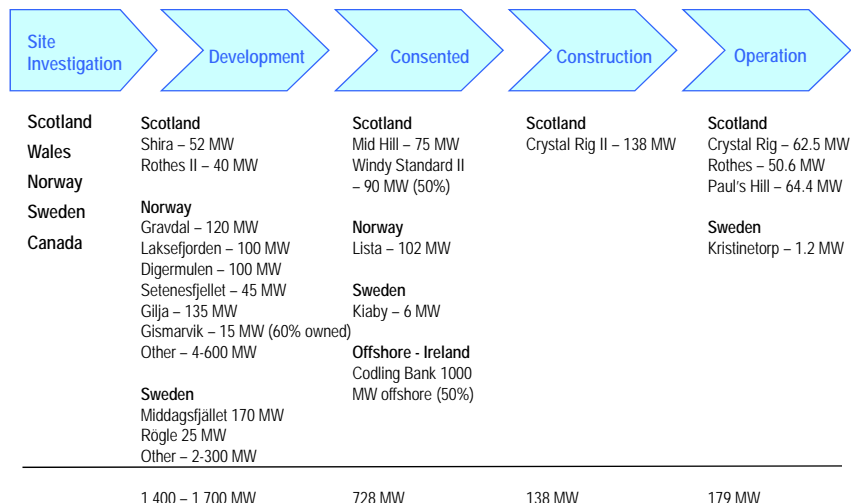 Site
Investigation
Development
Consented
Construction
Operation
Scotland
Wales
Norway
Sweden
Canada
Scotland
Shira – 52 MW
Rothes II – 40 MW
Norway
Gravdal – 120 MW
Laksefjorden – 100 MW
Digermulen – 100 MW
Setenesfjellet – 45 MW
Gilja – 135 MW
Gismarvik – 15 MW (60% owned)
Other – 4-600 MW
Sweden
Middagsfjället 170 MW
Rögle 25 MW
Other – 2-300 MW
Scotland
Mid Hill – 75 MW
Windy Standard II
– 90 MW (50%)
Norway
Lista – 102 MW
Sweden
Kiaby – 6 MW
Offshore - Ireland
Codling Bank 1000
MW offshore (50%)
Scotland
Crystal Rig II – 138 MW
Scotland
Crystal Rig – 62.5 MW
Rothes – 50.6 MW
Paul's Hill – 64.4 MW
Sweden
Kristinetorp – 1.2 MW
1 400 – 1 700 MW
728 MW
138 MW
179 MW